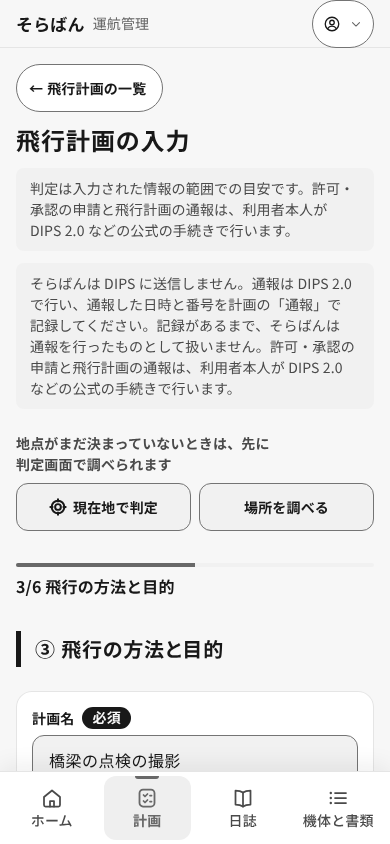 そらばん 運航管理
← 飛行計画の一覧
飛行計画の入力
判定は入力された情報の範囲での目安です。許可・
承認の申請と飛行計画の通報は、利用者本人が
DIPS 2.0 などの公式の手続きで行います。
そらばんは DIPS に送信しません。通報は DIPS 2.0
で行い、通報した日時と番号を計画の「通報」で
記録してください。記録があるまで、そらばんは
通報を行ったものとして扱いません。許可・承認の
申請と飛行計画の通報は、利用者本人が DIPS 2.0
などの公式の手続きで行います。
地点がまだ決まっていないときは、先に
判定画面で調べられます
現在地で判定 場所を調べる
3/6 飛行の方法と目的
③ 飛行の方法と目的
計画名 必須
橋梁の点検の撮影
ホーム 計画 日誌 機体と書類